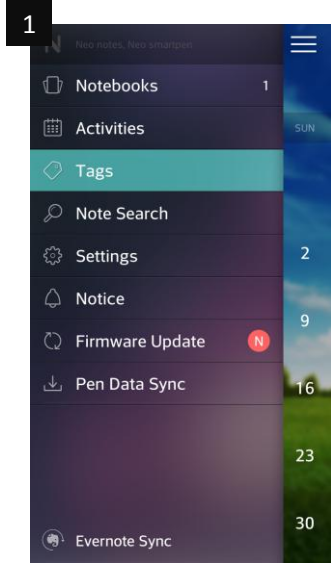 1
N Neo notes, Neo smartpen
Notebooks 1
Activities
SUN
Tags
Note Search
Settings
2
Notice
9
Firmware Update N
Pen Data Sync
16
23
30
Evernote Sync